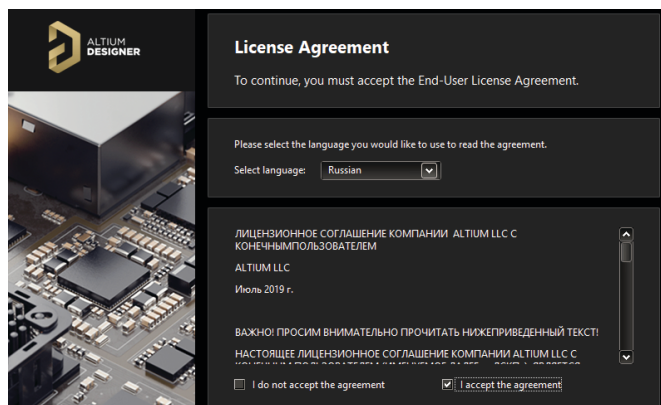 ALTIUM
DESIGNER
License Agreement
To continue, you must accept the End-User License Agreement.
Please select the language you would like to use to read the agreement.
Select language: Russian
ЛИЦЕНЗИОННОЕ СОГЛАШЕНИЕ КОМПАНИИ ALTIUM LLC С
КОНЕЧНЫМПОЛЬЗОВАТЕЛЕМ
ALTIUM LLC
Июль 2019 г.
ВАЖНО! ПРОСИМ ВНИМАТЕЛЬНО ПРОЧИТАТЬ НИЖЕПРИВЕДЕННЫЙ ТЕКСТ!
НАСТОЯЩЕЕ ЛИЦЕНЗИОННОЕ СОГЛАШЕНИЕ КОМПАНИИ ALTIUM LLC С
I do not accept the agreement
I accept the agreement